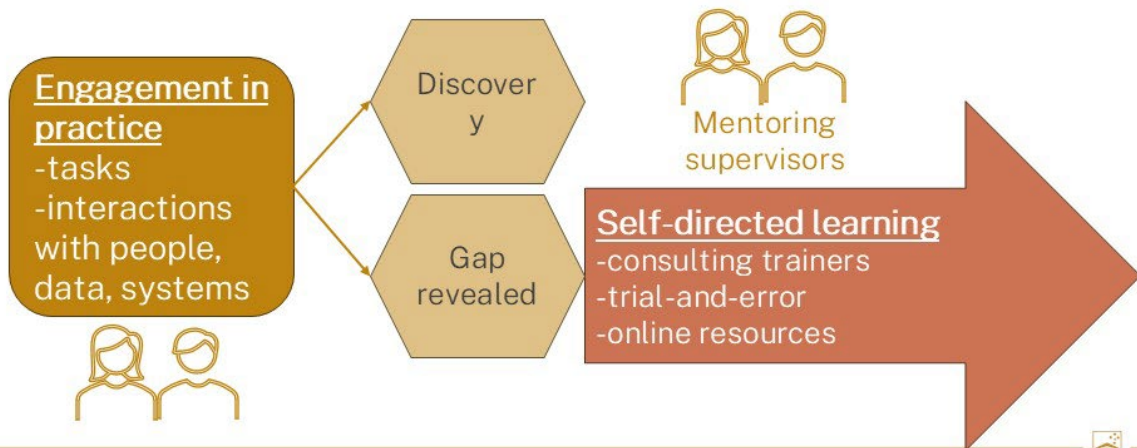 Engagement in
practice
-tasks
-interactions
with people,
data, systems
Discover
y
Gap
revealed
Mentoring
supervisors
Self-directed learning
-consulting trainers
-trial-and-error
-online resources